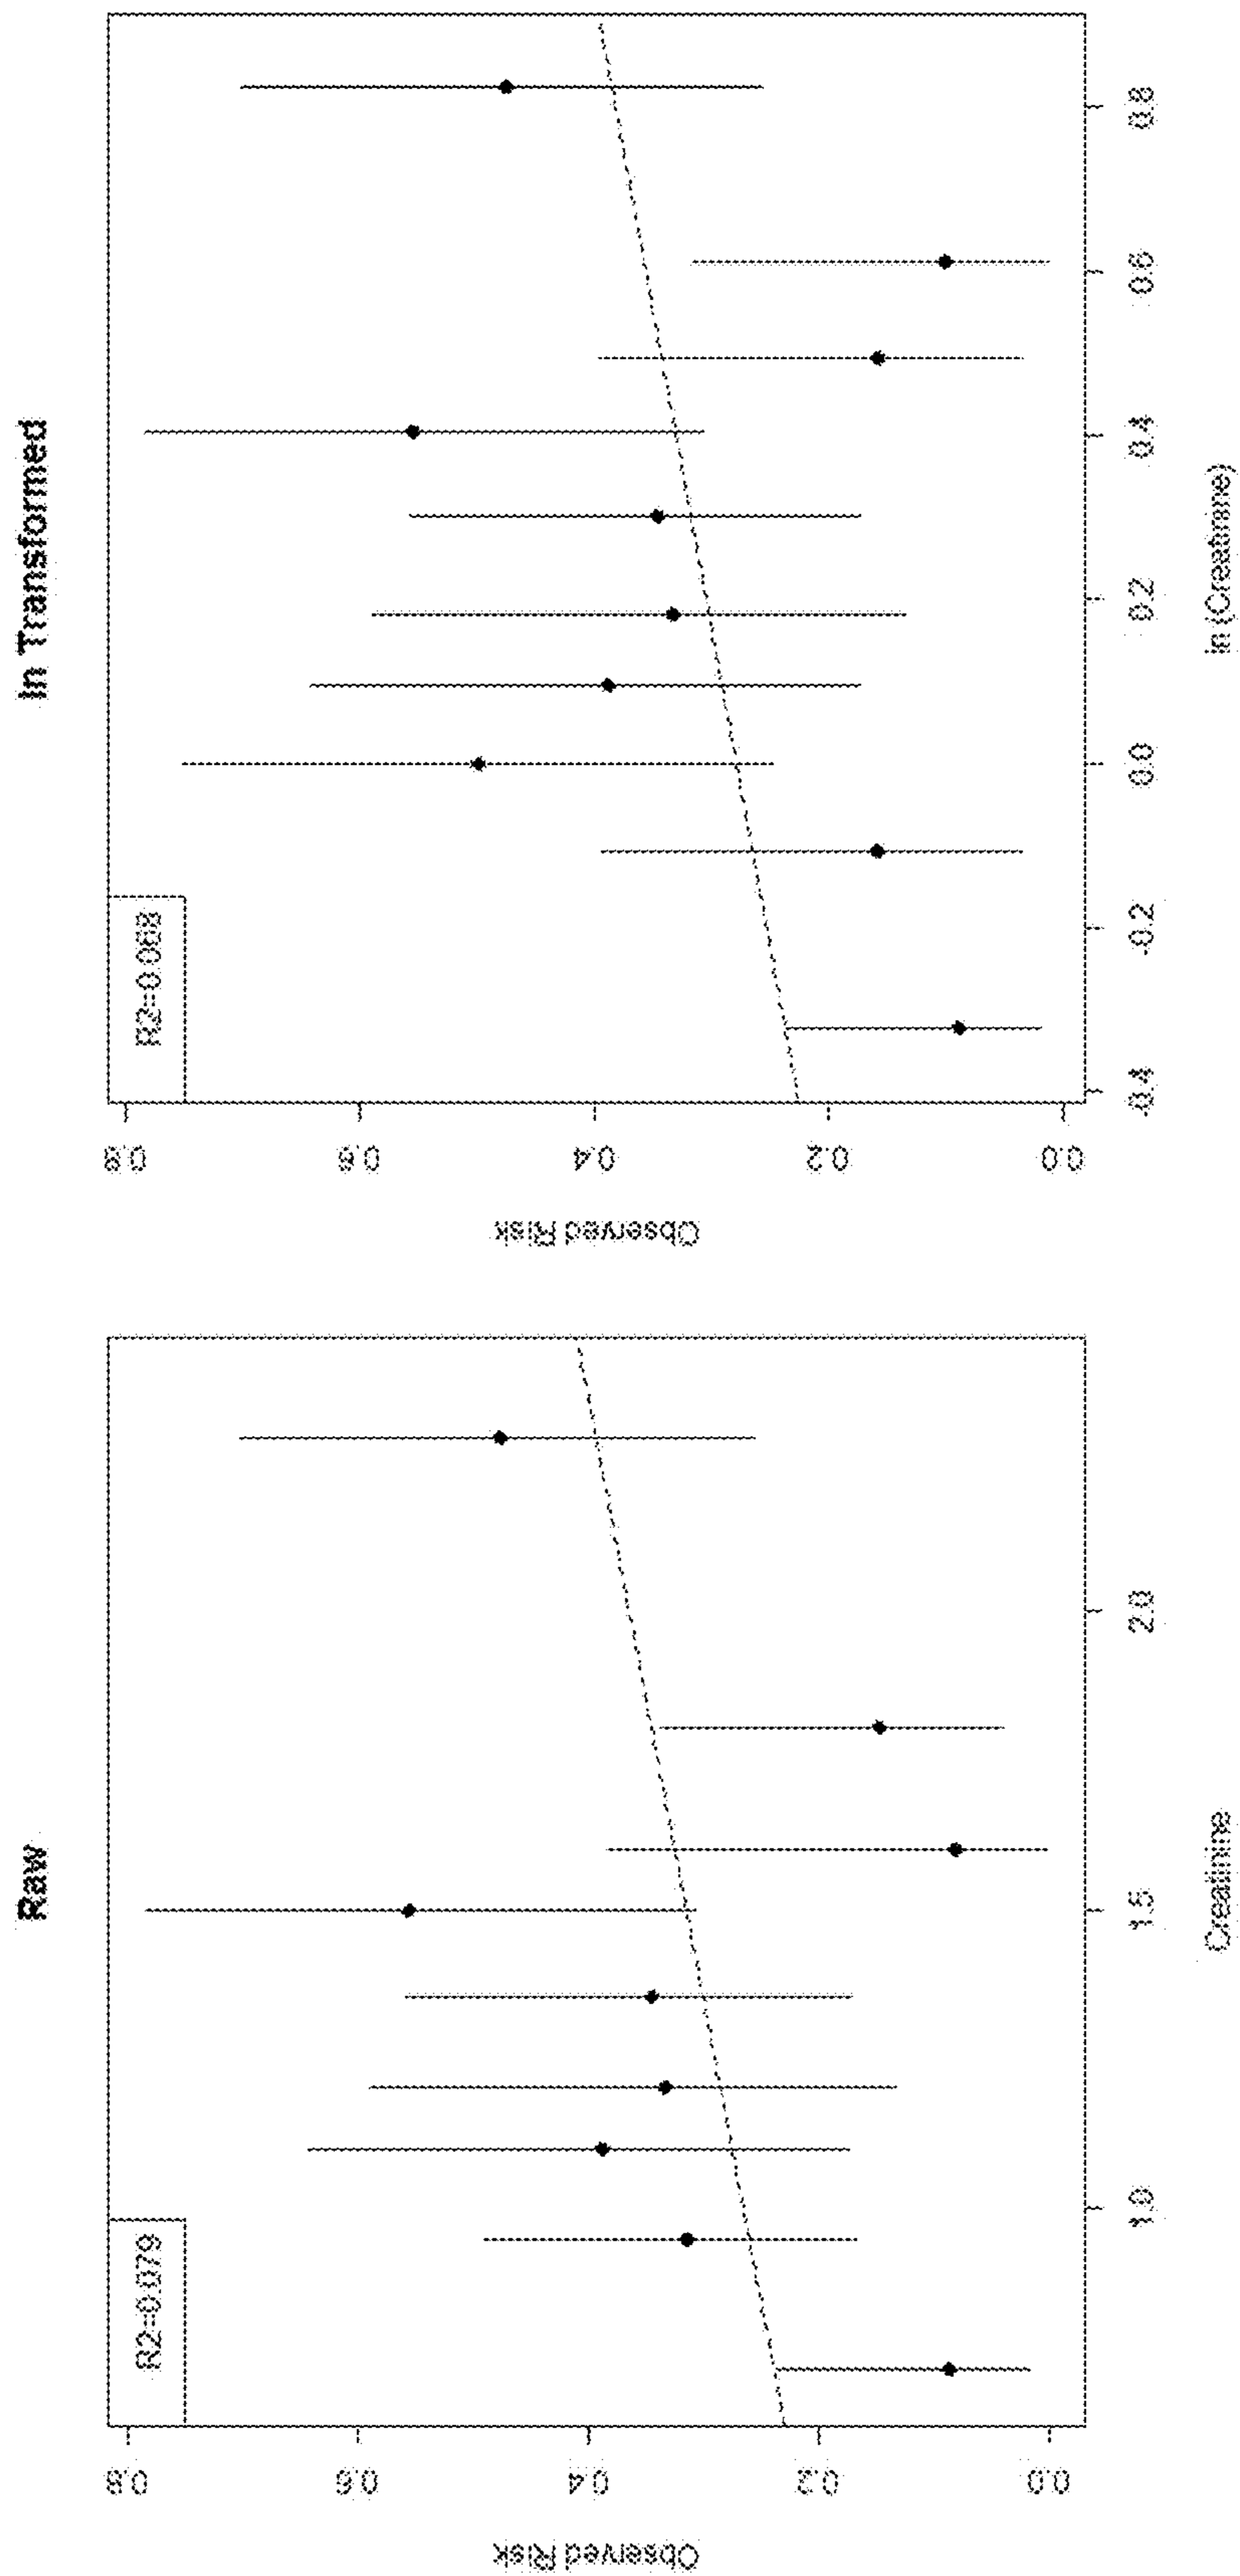 Raw
R2=0.079
Observed Risk
0.8
0.6
0.4
0.2
0.0
1.0
1.5
2.0
Creatinine
ln Transformed
R2=0.068
Observed Risk
0.8
0.6
0.4
0.2
0.0
-0.4
-0.2
0.0
0.2
0.4
0.6
0.8
ln (Creatinine)